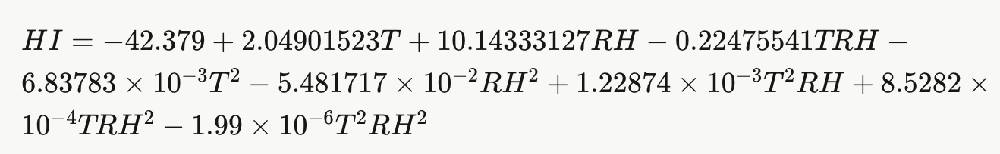 HI = −42.379 + 2.04901523T + 10.14333127RH − 0.22475541TRH −
6.83783 × 10⁻³T² − 5.481717 × 10⁻²RH² + 1.22874 × 10⁻³T²RH + 8.5282 ×
10⁻⁴TRH² − 1.99 × 10⁻⁶T²RH²